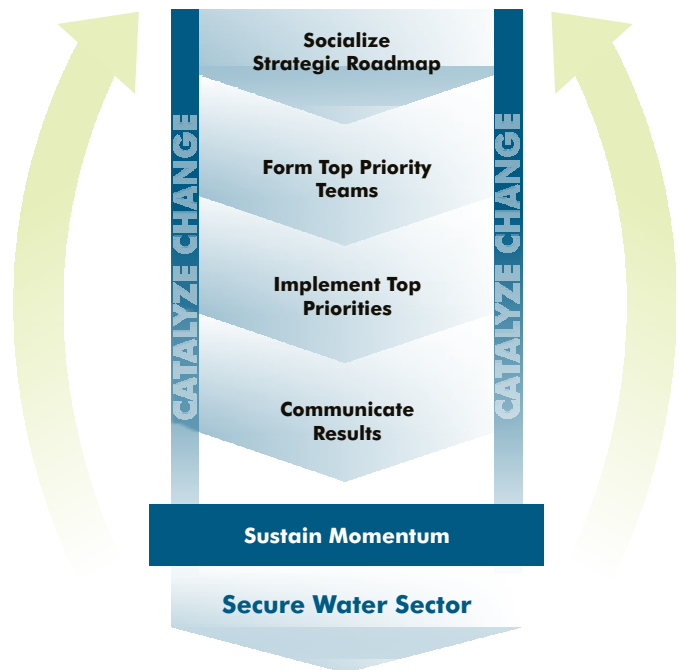 Socialize
Strategic Roadmap
CATALYZE CHANGE
CATALYZE CHANGE
Form Top Priority
Teams
Implement Top
Priorities
Communicate
Results
Sustain Momentum
Secure Water Sector